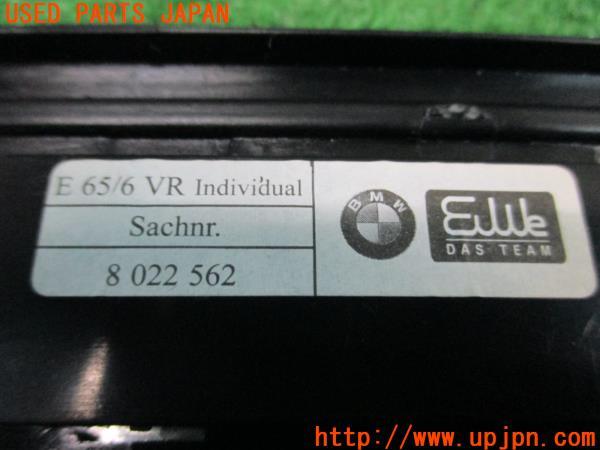 USED PARTS JAPAN
E 65/6 VR Individual
Sachnr.
8 022 562
BMW
DAS TEAM
http://www.upjpn.com/